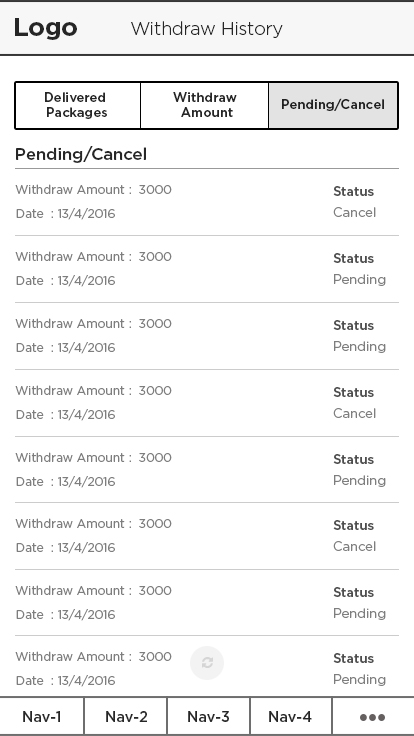 Logo
Withdraw History
Delivered
Packages
Withdraw
Amount
Pending/Cancel
Pending/Cancel
Withdraw Amount : 3000
Status
Date : 13/4/2016
Cancel
Withdraw Amount : 3000
Status
Date : 13/4/2016
Pending
Withdraw Amount : 3000
Status
Date : 13/4/2016
Pending
Withdraw Amount : 3000
Status
Date : 13/4/2016
Cancel
Withdraw Amount : 3000
Status
Date : 13/4/2016
Pending
Withdraw Amount : 3000
Status
Date : 13/4/2016
Cancel
Withdraw Amount : 3000
Status
Date : 13/4/2016
Pending
Withdraw Amount : 3000
Status
Date : 13/4/2016
Pending
Nav-1
Nav-2
Nav-3
Nav-4